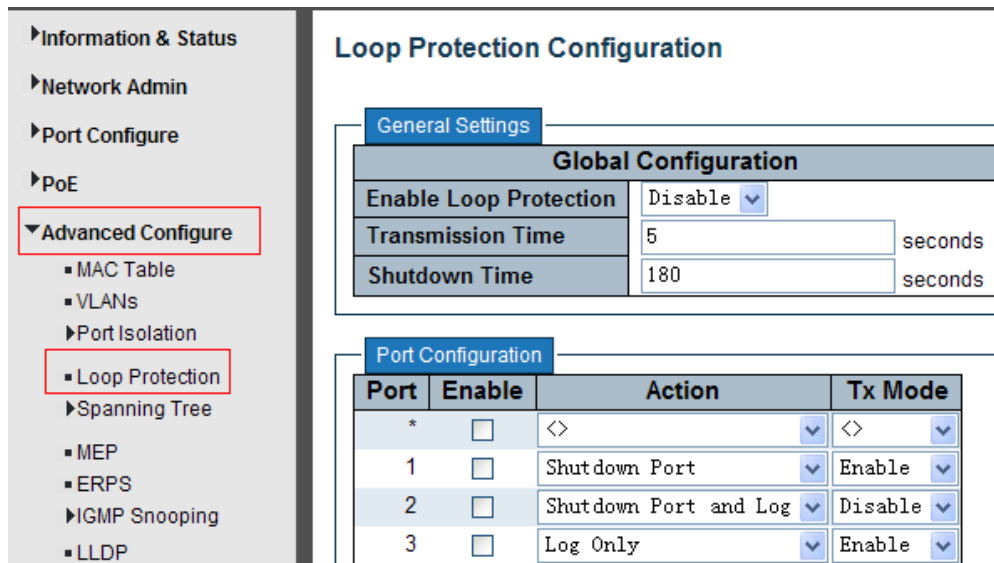 Information & Status
Network Admin
Port Configure
PoE
Advanced Configure
MAC Table
VLANs
Port Isolation
Loop Protection
Spanning Tree
MEP
ERPS
IGMP Snooping
LLDP
Loop Protection Configuration
General Settings
Global Configuration
Enable Loop Protection Disable
Transmission Time 5 seconds
Shutdown Time 180 seconds
Port Configuration
Port Enable Action Tx Mode
* <> <>
1 Shutdown Port Enable
2 Shutdown Port and Log Disable
3 Log Only Enable